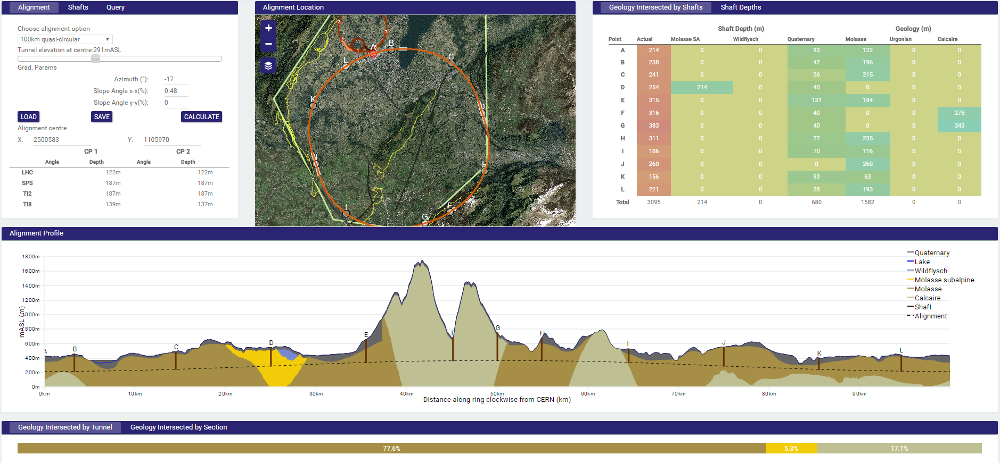 Alignment Shafts Query
Choose alignment option
100km quasi-circular
Tunnel elevation at centre:291mASL
Grad. Params
Azimuth (°): -17
Slope Angle x-x(%): 0.48
Slope Angle y-y(%): 0
LOAD SAVE CALCULATE
Alignment centre
X: 2500583 Y: 1105970
CP 1 CP 2
Angle Depth Angle Depth
LHC 122m 122m
SPS 187m 187m
TI2 187m 187m
TI8 139m 137m
Alignment Location
+
−
3
7
2
1
A
B
C
L
K
D
J
E
F
I
G
Geology Intersected by Shafts Shaft Depths
Shaft Depth (m) Geology (m)
Point Actual Molasse SA Wildflysch Quaternary Molasse Urgonian Calcaire
A 214 0 0 93 122 0 0
B 238 0 0 42 196 0 0
C 241 0 0 26 215 0 0
D 254 214 0 40 0 0 0
E 315 0 0 131 184 0 0
F 316 0 0 40 0 0 276
G 383 0 0 40 0 0 343
H 311 0 0 77 235 0 0
I 186 0 0 70 116 0 0
J 260 0 0 0 260 0 0
K 156 0 0 93 63 0 0
L 221 0 0 28 193 0 0
Total 3095 214 0 680 1582 0 0
Alignment Profile
1800m
1600m
1400m
1200m
1000m
800m
600m
400m
200m
0m
mASL (m)
A B C D E F G H I J K L
0km 10km 20km 30km 40km 50km 60km 70km 80km 90km
Distance along ring clockwise from CERN (km)
Quaternary
Lake
Wildflysch
Molasse subalpine
Molasse
Calcaire
Shaft
Alignment
Geology Intersected by Tunnel Geology Intersected by Section
77.6% 5.3% 17.1%